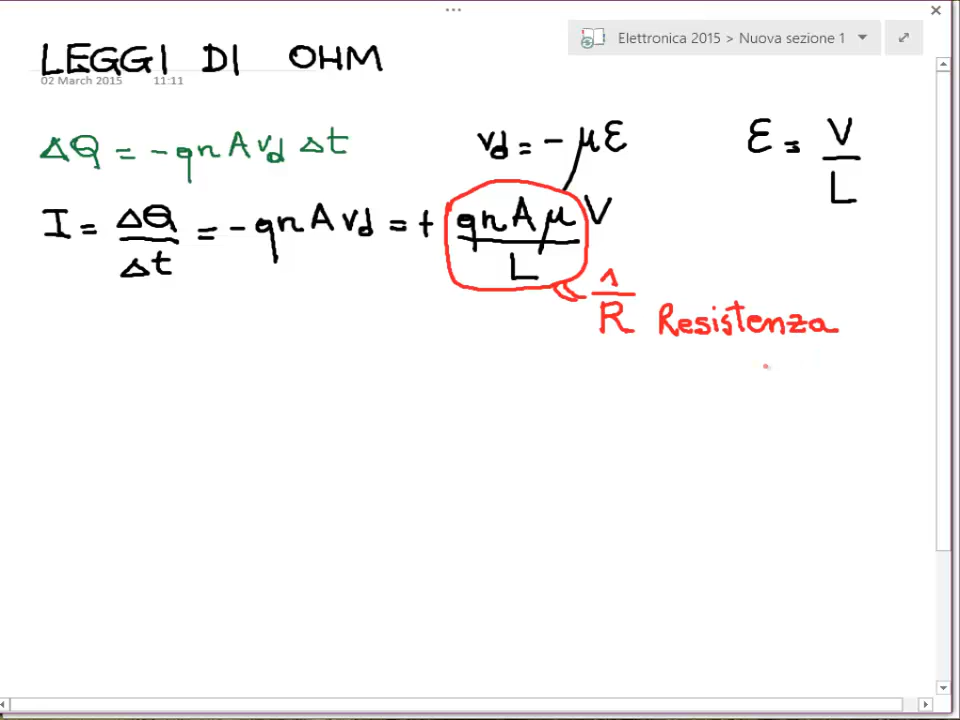 Elettronica 2015 > Nuova sezione 1
LEGGI DI OHM
02 March 2015 11:11
ΔQ = -qnAvd Δt
vd = -με
ε = V/L
I = ΔQ/Δt = -qnAvd = + qnAμ/L V
1/R Resistenza